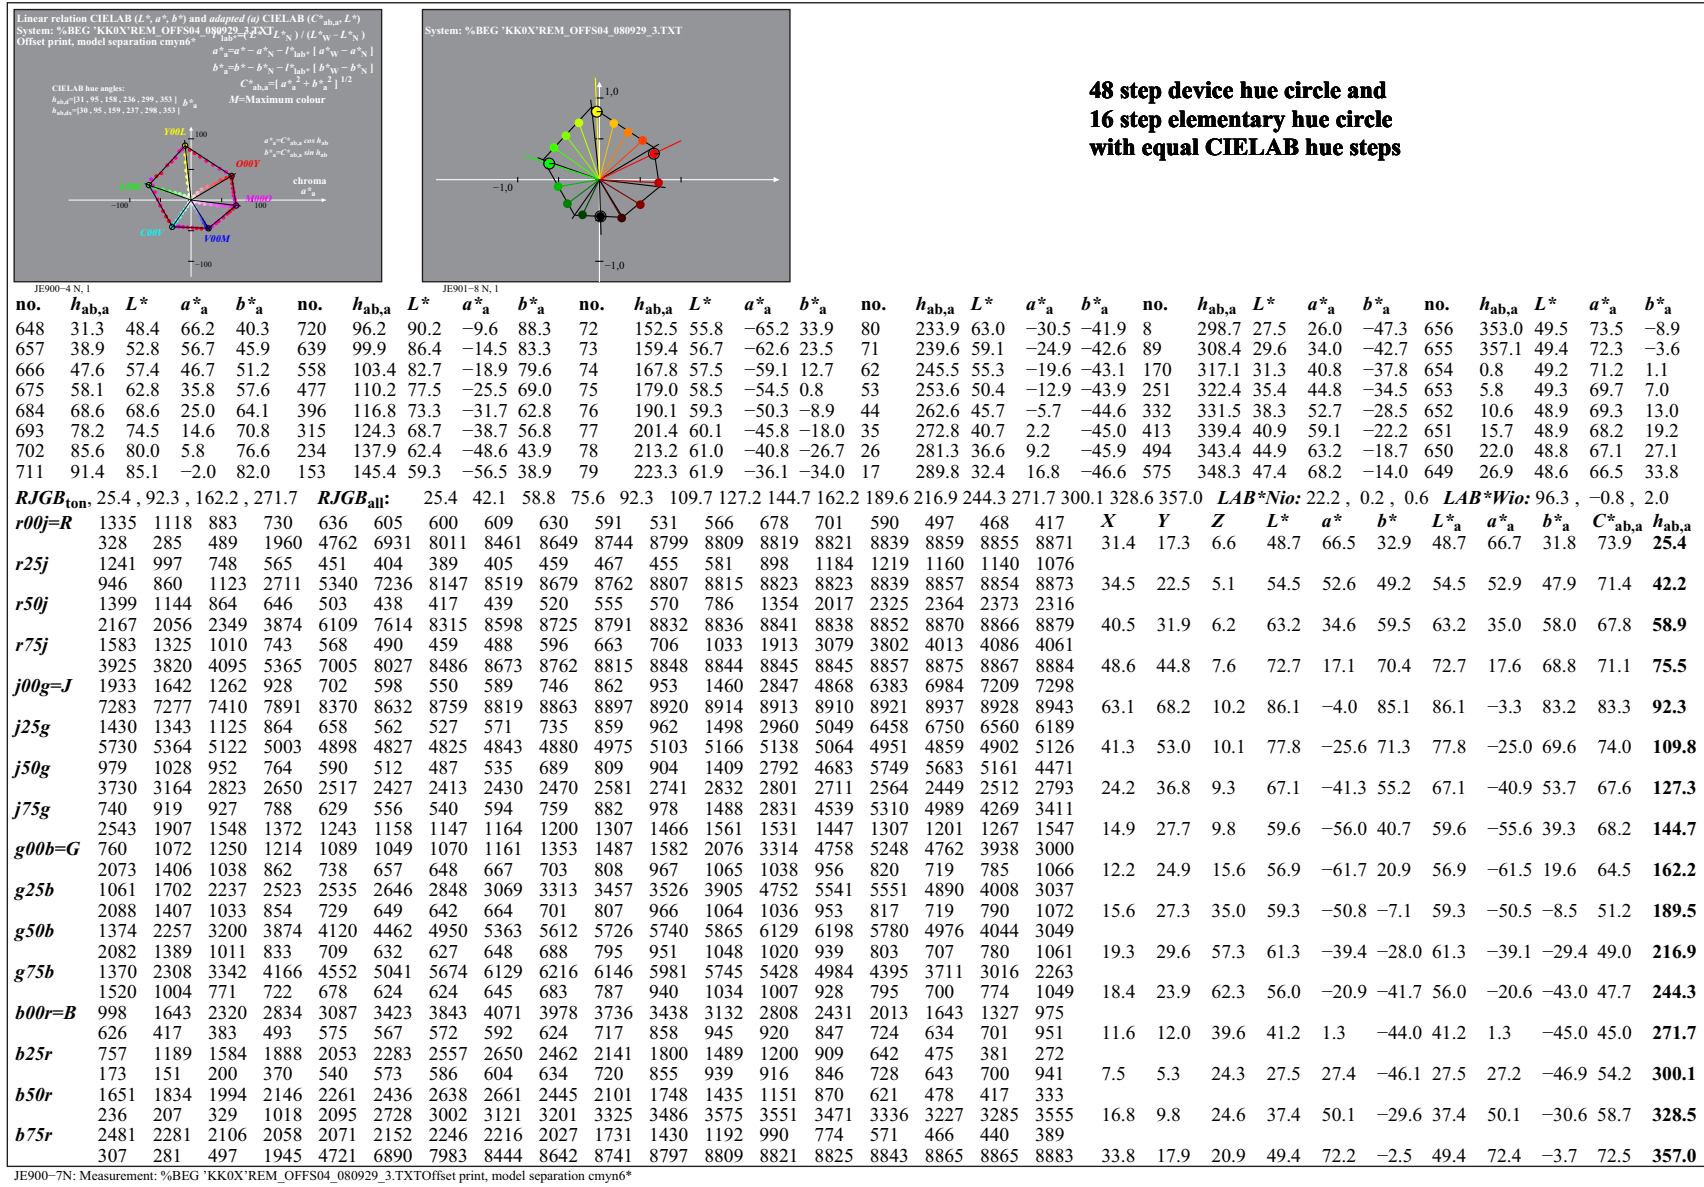 Linear relation CIELAB (L*, a*, b*) and adapted (a) CIELAB (C*ab,a, L*)
System: %BEG 'KK0X'REM_OFFS04_080929_3.TXT
Offset print, model separation cmyn6*
l*lab*=( L*−L*N ) / (L*W−L*N )
a*a=a* − a*N − l*lab* [ a*W − a*N ]
b*a=b* − b*N − l*lab* [ b*W − b*N ]
C*ab,a=[ a*a 2 + b*a 2 ] 1/2
CIELAB hue angles:
hab,d=[31 , 95 , 158 , 236 , 299 , 353 ]
hab,ds=[30 , 95 , 159 , 237 , 298 , 353 ]
b*a
M=Maximum colour
Y00L
100
a*a=C*ab,a cos hab
b*a=C*ab,a sin hab
O00Y
chroma
a*a
M00O
−100
100
C00V
V00M
−100
JE900−4 N, 1
System: %BEG 'KK0X'REM_OFFS04_080929_3.TXT
1,0
−1,0
−1,0
JE901−8 N, 1
48 step device hue circle and
16 step elementary hue circle
with equal CIELAB hue steps
no. hab,a L* a*a b*a no. hab,a L* a*a b*a no. hab,a L* a*a b*a no. hab,a L* a*a b*a no. hab,a L* a*a b*a no. hab,a L* a*a b*a
648 31.3 48.4 66.2 40.3 720 96.2 90.2 −9.6 88.3 72 152.5 55.8 −65.2 33.9 80 233.9 63.0 −30.5 −41.9 8 298.7 27.5 26.0 −47.3 656 353.0 49.5 73.5 −8.9
657 38.9 52.8 56.7 45.9 639 99.9 86.4 −14.5 83.3 73 159.4 56.7 −62.6 23.5 71 239.6 59.1 −24.9 −42.6 89 308.4 29.6 34.0 −42.7 655 357.1 49.4 72.3 −3.6
666 47.6 57.4 46.7 51.2 558 103.4 82.7 −18.9 79.6 74 167.8 57.5 −59.1 12.7 62 245.5 55.3 −19.6 −43.1 170 317.1 31.3 40.8 −37.8 654 0.8 49.2 71.2 1.1
675 58.1 62.8 35.8 57.6 477 110.2 77.5 −25.5 69.0 75 179.0 58.5 −54.5 0.8 53 253.6 50.4 −12.9 −43.9 251 322.4 35.4 44.8 −34.5 653 5.8 49.3 69.7 7.0
684 68.6 68.6 25.0 64.1 396 116.8 73.3 −31.7 62.8 76 190.1 59.3 −50.3 −8.9 44 262.6 45.7 −5.7 −44.6 332 331.5 38.3 52.7 −28.5 652 10.6 48.9 69.3 13.0
693 78.2 74.5 14.6 70.8 315 124.3 68.7 −38.7 56.8 77 201.4 60.1 −45.8 −18.0 35 272.8 40.7 2.2 −45.0 413 339.4 40.9 59.1 −22.2 651 15.7 48.9 68.2 19.2
702 85.6 80.0 5.8 76.6 234 137.9 62.4 −48.6 43.9 78 213.2 61.0 −40.8 −26.7 26 281.3 36.6 9.2 −45.9 494 344.9 63.2 −18.7 650 22.0 48.8 67.1 27.1
711 91.4 85.1 −2.0 82.0 153 145.4 59.3 −56.5 38.9 79 223.3 61.9 −36.1 −34.0 17 289.8 32.4 16.8 −46.6 575 348.3 47.4 68.2 −14.0 649 26.9 48.6 66.5 33.8
RJGBton, 25.4 , 92.3 , 162.2 , 271.7 RJGBall: 25.4 42.1 58.8 75.6 92.3 109.7 127.2 144.7 162.2 189.6 216.9 244.3 271.7 300.1 328.6 357.0 LAB*Nio: 22.2 , 0.2 , 0.6 LAB*Wio: 96.3 , −0.8 , 2.0
r00j=R 1335 1118 883 730 636 605 600 609 630 591 531 566 678 701 590 497 468 417 X Y Z L* a* b* L*a a*a b*a C*ab,a hab,a
328 285 489 1960 4762 6931 8011 8461 8649 8744 8799 8809 8819 8821 8839 8859 8855 8871 31.4 17.3 6.6 48.7 66.5 32.9 48.7 66.7 31.8 73.9 25.4
r25j 1241 997 748 565 451 404 389 405 459 467 455 581 898 1184 1219 1160 1140 1076
946 860 1123 2711 5340 7236 8147 8519 8679 8762 8807 8815 8823 8823 8839 8857 8854 8873 34.5 22.5 5.1 54.5 52.6 49.2 54.5 52.9 47.9 71.4 42.2
r50j 1399 1144 864 646 503 438 417 439 520 555 570 786 1354 2017 2325 2364 2373 2316
2167 2056 2349 3874 6109 7614 8315 8598 8725 8791 8832 8836 8841 8838 8852 8870 8866 8879 40.5 31.9 6.2 63.2 34.6 59.5 63.2 35.0 58.0 67.8 58.9
r75j 1583 1325 1010 743 568 490 459 488 596 663 706 1033 1913 3079 3802 4013 4086 4061
3925 3820 4095 5365 7005 8027 8486 8673 8762 8815 8848 8844 8845 8845 8857 8875 8867 8884 48.6 44.8 7.6 72.7 17.1 70.4 72.7 17.6 68.8 71.1 75.5
j00g=J 1933 1642 1262 928 702 598 550 589 746 862 953 1460 2847 4868 6383 6984 7209 7298
7283 7277 7410 7891 8370 8632 8759 8819 8863 8897 8920 8914 8913 8910 8921 8937 8928 8943 63.1 68.2 10.2 86.1 −4.0 85.1 86.1 −3.3 83.2 83.3 92.3
j25g 1430 1343 1125 864 658 562 527 571 735 859 962 1498 2960 5049 6458 6750 6560 6189
5730 5364 5122 5003 4898 4827 4825 4843 4880 4975 5103 5166 5138 5064 4951 4859 4902 5126 41.3 53.0 10.1 77.8 −25.6 71.3 77.8 −25.0 69.6 74.0 109.8
j50g 979 1028 952 764 590 512 487 535 689 809 904 1409 2792 4683 5749 5683 5161 4471
3730 3164 2823 2650 2517 2427 2413 2430 2470 2581 2741 2832 2801 2711 2564 2449 2512 2793 24.2 36.8 9.3 67.1 −41.3 55.2 67.1 −40.9 53.7 67.6 127.3
j75g 740 919 927 788 629 556 540 594 759 882 978 1488 2831 4539 5310 4989 4269 3411
2543 1907 1548 1372 1243 1158 1147 1164 1200 1307 1466 1561 1531 1447 1307 1201 1267 1547 14.9 27.7 9.8 59.6 −56.0 40.7 59.6 −55.6 39.3 68.2 144.7
g00b=G 760 1072 1250 1214 1089 1049 1070 1161 1353 1487 1582 2076 3314 4758 5248 4762 3938 3000
2073 1406 1038 862 738 657 648 667 703 808 967 1065 1038 956 820 719 785 1066 12.2 24.9 15.6 56.9 −61.7 20.9 56.9 −61.5 19.6 64.5 162.2
g25b 1061 1702 2237 2523 2535 2646 2848 3069 3313 3457 3526 3905 4752 5541 5551 4890 4008 3037
2088 1407 1033 854 729 649 642 664 701 807 966 1064 1036 953 817 719 790 1072 15.6 27.3 35.0 59.3 −50.8 −7.1 59.3 −50.5 −8.5 51.2 189.5
g50b 1374 2257 3200 3874 4120 4462 4950 5363 5612 5726 5740 5865 6129 6198 5780 4976 4044 3049
2082 1389 1011 833 709 632 627 648 688 795 951 1048 1020 939 803 707 780 1061 19.3 29.6 57.3 61.3 −39.4 −28.0 61.3 −39.1 −29.4 49.0 216.9
g75b 1370 2308 3342 4166 4552 5041 5674 6129 6216 6146 5981 5745 5428 4984 4395 3711 3016 2263
1520 1004 771 722 678 624 624 645 683 787 940 1034 1007 928 795 700 774 1049 18.4 23.9 62.3 56.0 −20.9 −41.7 56.0 −20.6 −43.0 47.7 244.3
b00r=B 998 1643 2320 2834 3087 3423 3843 4071 3978 3736 3438 3132 2808 2431 2013 1643 1327 975
626 417 383 493 575 567 572 592 624 717 858 945 920 847 724 634 701 951 11.6 12.0 39.6 41.2 1.3 −44.0 41.2 1.3 −45.0 45.0 271.7
b25r 757 1189 1584 1888 2053 2283 2557 2650 2462 2141 1800 1489 1200 909 642 475 381 272
173 151 200 370 540 573 586 604 634 720 855 939 916 846 728 643 700 941 7.5 5.3 24.3 27.5 27.4 −46.1 27.5 27.2 −46.9 54.2 300.1
b50r 1651 1834 1994 2146 2261 2436 2638 2661 2445 2101 1748 1435 1151 870 621 478 417 333
236 207 329 1018 2095 2728 3002 3121 3201 3325 3486 3575 3551 3471 3336 3227 3285 3555 16.8 9.8 24.6 37.4 50.1 −29.6 37.4 50.1 −30.6 58.7 328.5
b75r 2481 2281 2106 2058 2071 2152 2246 2216 2027 1731 1430 1192 990 774 571 466 440 389
307 281 497 1945 4721 6890 7983 8444 8642 8741 8797 8809 8821 8825 8843 8865 8865 8883 33.8 17.9 20.9 49.4 72.2 −2.5 49.4 72.4 −3.7 72.5 357.0
JE900−7N: Measurement: %BEG 'KK0X'REM_OFFS04_080929_3.TXTOffset print, model separation cmyn6*